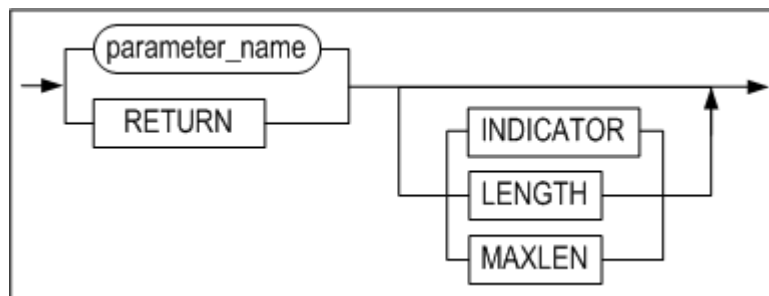 parameter_name
RETURN
INDICATOR
LENGTH
MAXLEN